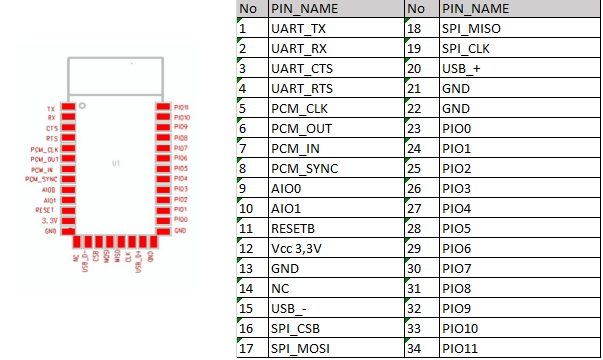 TX
RX
CTS
RTS
PCM_CLK
PCM_OUT
PCM_IN
PCM_SYNC
AIO0
AIO1
RESET
3.3V
GND
U1
PIO11
PIO10
PIO9
PIO8
PIO7
PIO6
PIO5
PIO4
PIO3
PIO2
PIO1
PIO0
GND
NC
USB_D-
CSB
MOSI
MISO
CLK
USB_D+
GND
No PIN_NAME No PIN_NAME
1 UART_TX 18 SPI_MISO
2 UART_RX 19 SPI_CLK
3 UART_CTS 20 USB_+
4 UART_RTS 21 GND
5 PCM_CLK 22 GND
6 PCM_OUT 23 PIO0
7 PCM_IN 24 PIO1
8 PCM_SYNC 25 PIO2
9 AIO0 26 PIO3
10 AIO1 27 PIO4
11 RESETB 28 PIO5
12 Vcc 3,3V 29 PIO6
13 GND 30 PIO7
14 NC 31 PIO8
15 USB_- 32 PIO9
16 SPI_CSB 33 PIO10
17 SPI_MOSI 34 PIO11